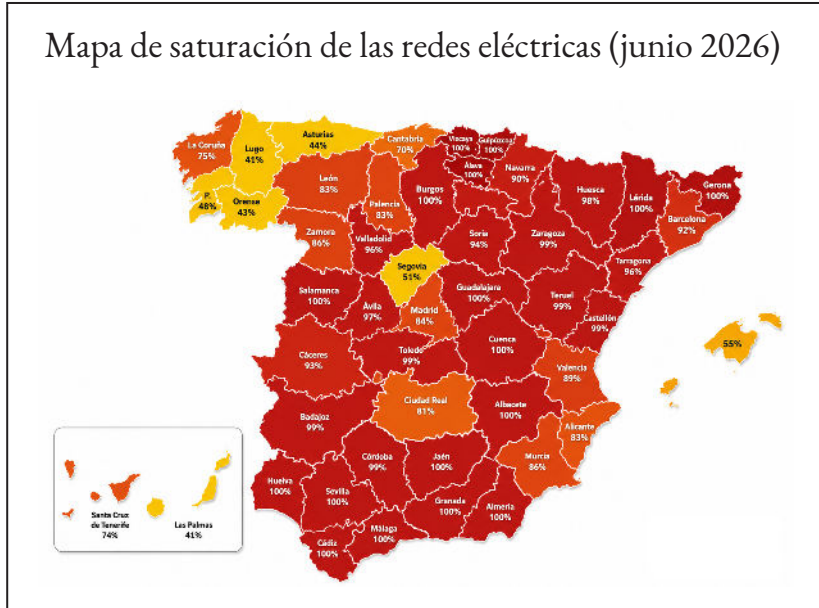 Mapa de saturación de las redes eléctricas (junio 2026)
La Coruña
75%
Lugo
41%
Asturias
44%
Cantabria
70%
Vizcaya
100%
Guipúzcoa
100%
Álava
100%
Navarra
90%
P.
48%
Orense
43%
León
83%
Palencia
83%
Burgos
100%
Huesca
98%
Lérida
100%
Gerona
100%
Barcelona
92%
Zamora
86%
Valladolid
96%
Soria
94%
Zaragoza
99%
Tarragona
96%
Segovia
51%
Salamanca
100%
Ávila
97%
Madrid
84%
Guadalajara
100%
Teruel
99%
Castellón
99%
Cáceres
93%
Toledo
99%
Cuenca
100%
Valencia
89%
55%
Badajoz
99%
Ciudad Real
81%
Albacete
100%
Alicante
83%
Murcia
86%
Huelva
100%
Sevilla
100%
Córdoba
99%
Jaén
100%
Granada
100%
Almería
100%
Cádiz
100%
Málaga
100%
Santa Cruz
de Tenerife
74%
Las Palmas
41%